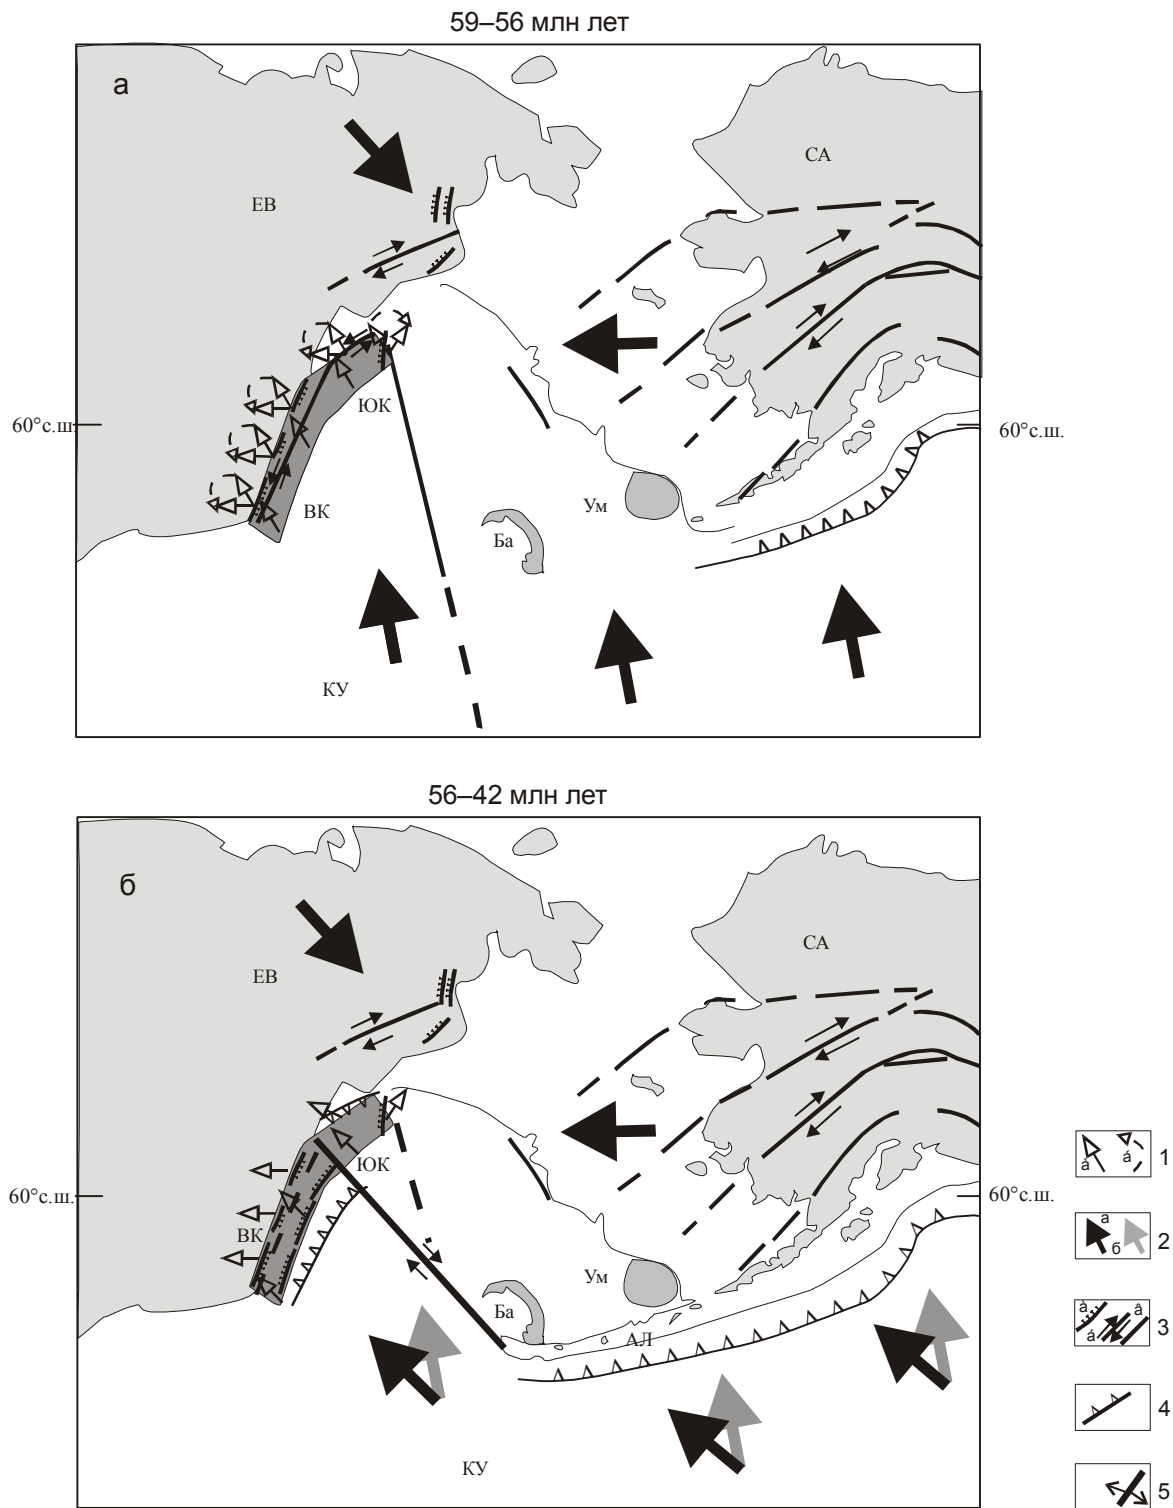 59–56 млн лет
а
СА
ЕВ
ЮК
60°с.ш.
60°с.ш.
ВК
Ум
Ба
КУ
56–42 млн лет
б
СА
ЕВ
ЮК
à á 1
60°с.ш.
60°с.ш.
ВК
а б 2
Ум
Ба
à á â 3
АЛ
4
КУ
5